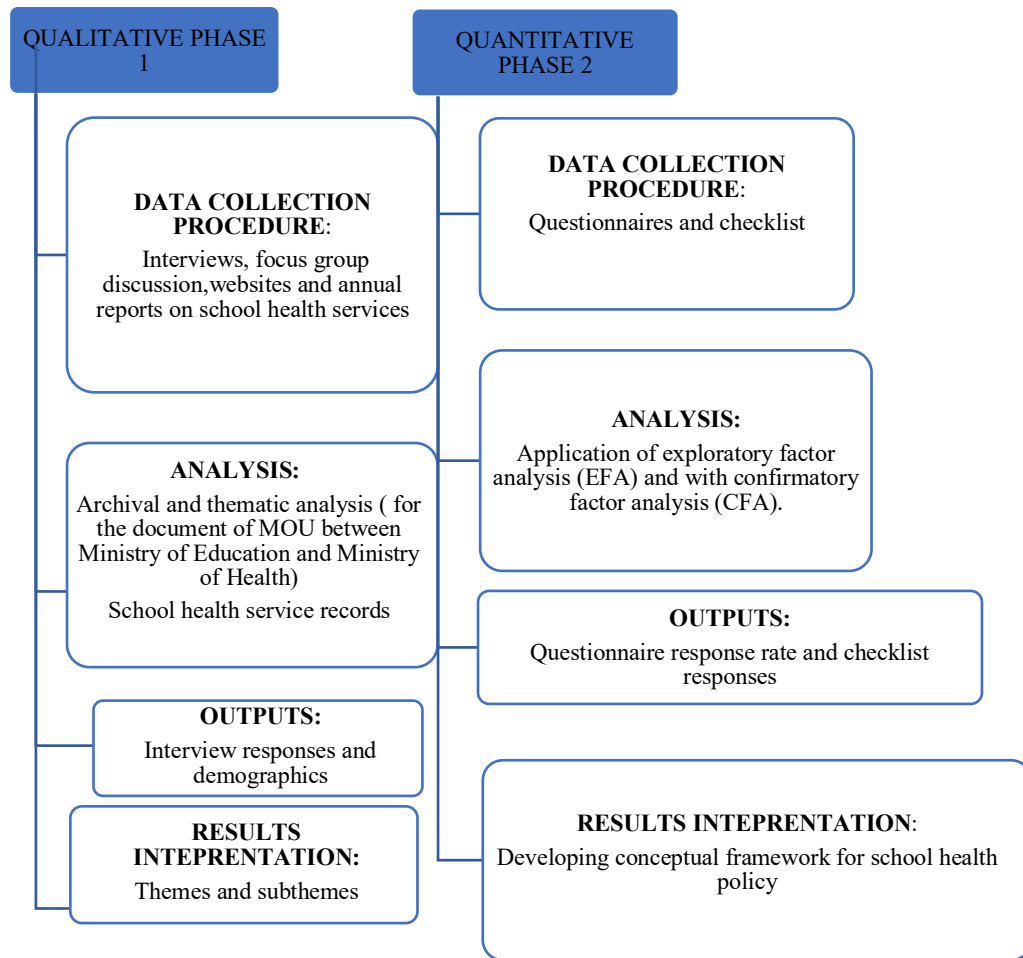 QUALITATIVE PHASE
1
DATA COLLECTION
PROCEDURE:
Interviews, focus group
discussion,websites and annual
reports on school health services
ANALYSIS:
Archival and thematic analysis ( for
the document of MOU between
Ministry of Education and Ministry
of Health)
School health service records
OUTPUTS:
Interview responses and
demographics
RESULTS
INTEPRENTATION:
Themes and subthemes
QUANTITATIVE
PHASE 2
DATA COLLECTION
PROCEDURE:
Questionnaires and checklist
ANALYSIS:
Application of exploratory factor
analysis (EFA) and with confirmatory
factor analysis (CFA).
OUTPUTS:
Questionnaire response rate and checklist
responses
RESULTS INTEPRENTATION:
Developing conceptual framework for school health
policy